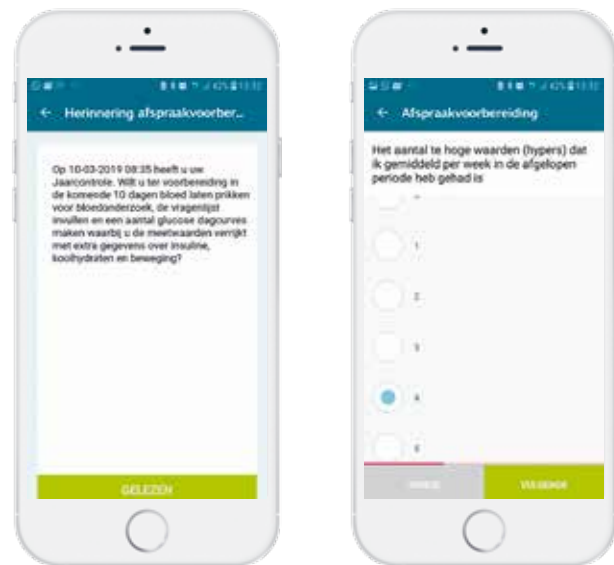 Herinnering afspraakvoorber...
Op 10-03-2019 08:35 heeft u uw
Jaarcontrole. Wilt u ter voorbereiding in
de komende 10 dagen bloed laten prikken
voor bloedonderzoek, de vragenlijst
invullen en een aantal glucose dagcurves
maken waarbij u de meetwaarden verrijkt
met extra gegevens over insuline,
koolhydraten en beweging?
GELEZEN
Afspraakvoorbereiding
Het aantal te hoge waarden (hypers) dat
ik gemiddeld per week in de afgelopen
periode heb gehad is
1
2
3
4
5
VOLGENDE